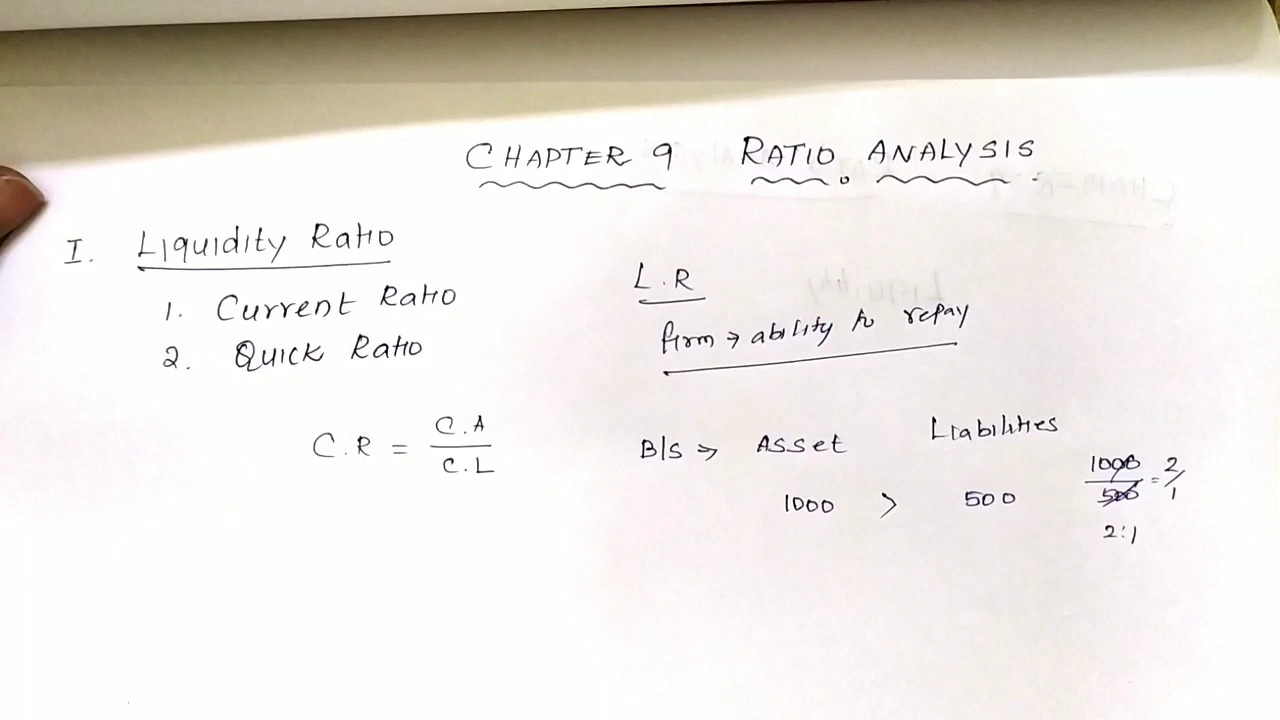 CHAPTER 9 RATIO ANALYSIS
I. Liquidity Ratio
1. Current Ratio
2. Quick Ratio
C.R = C.A / C.L
L.R
firm → ability to repay
B/S → Asset Liabilities
1000 > 500
1000 / 500 = 2/1
2:1